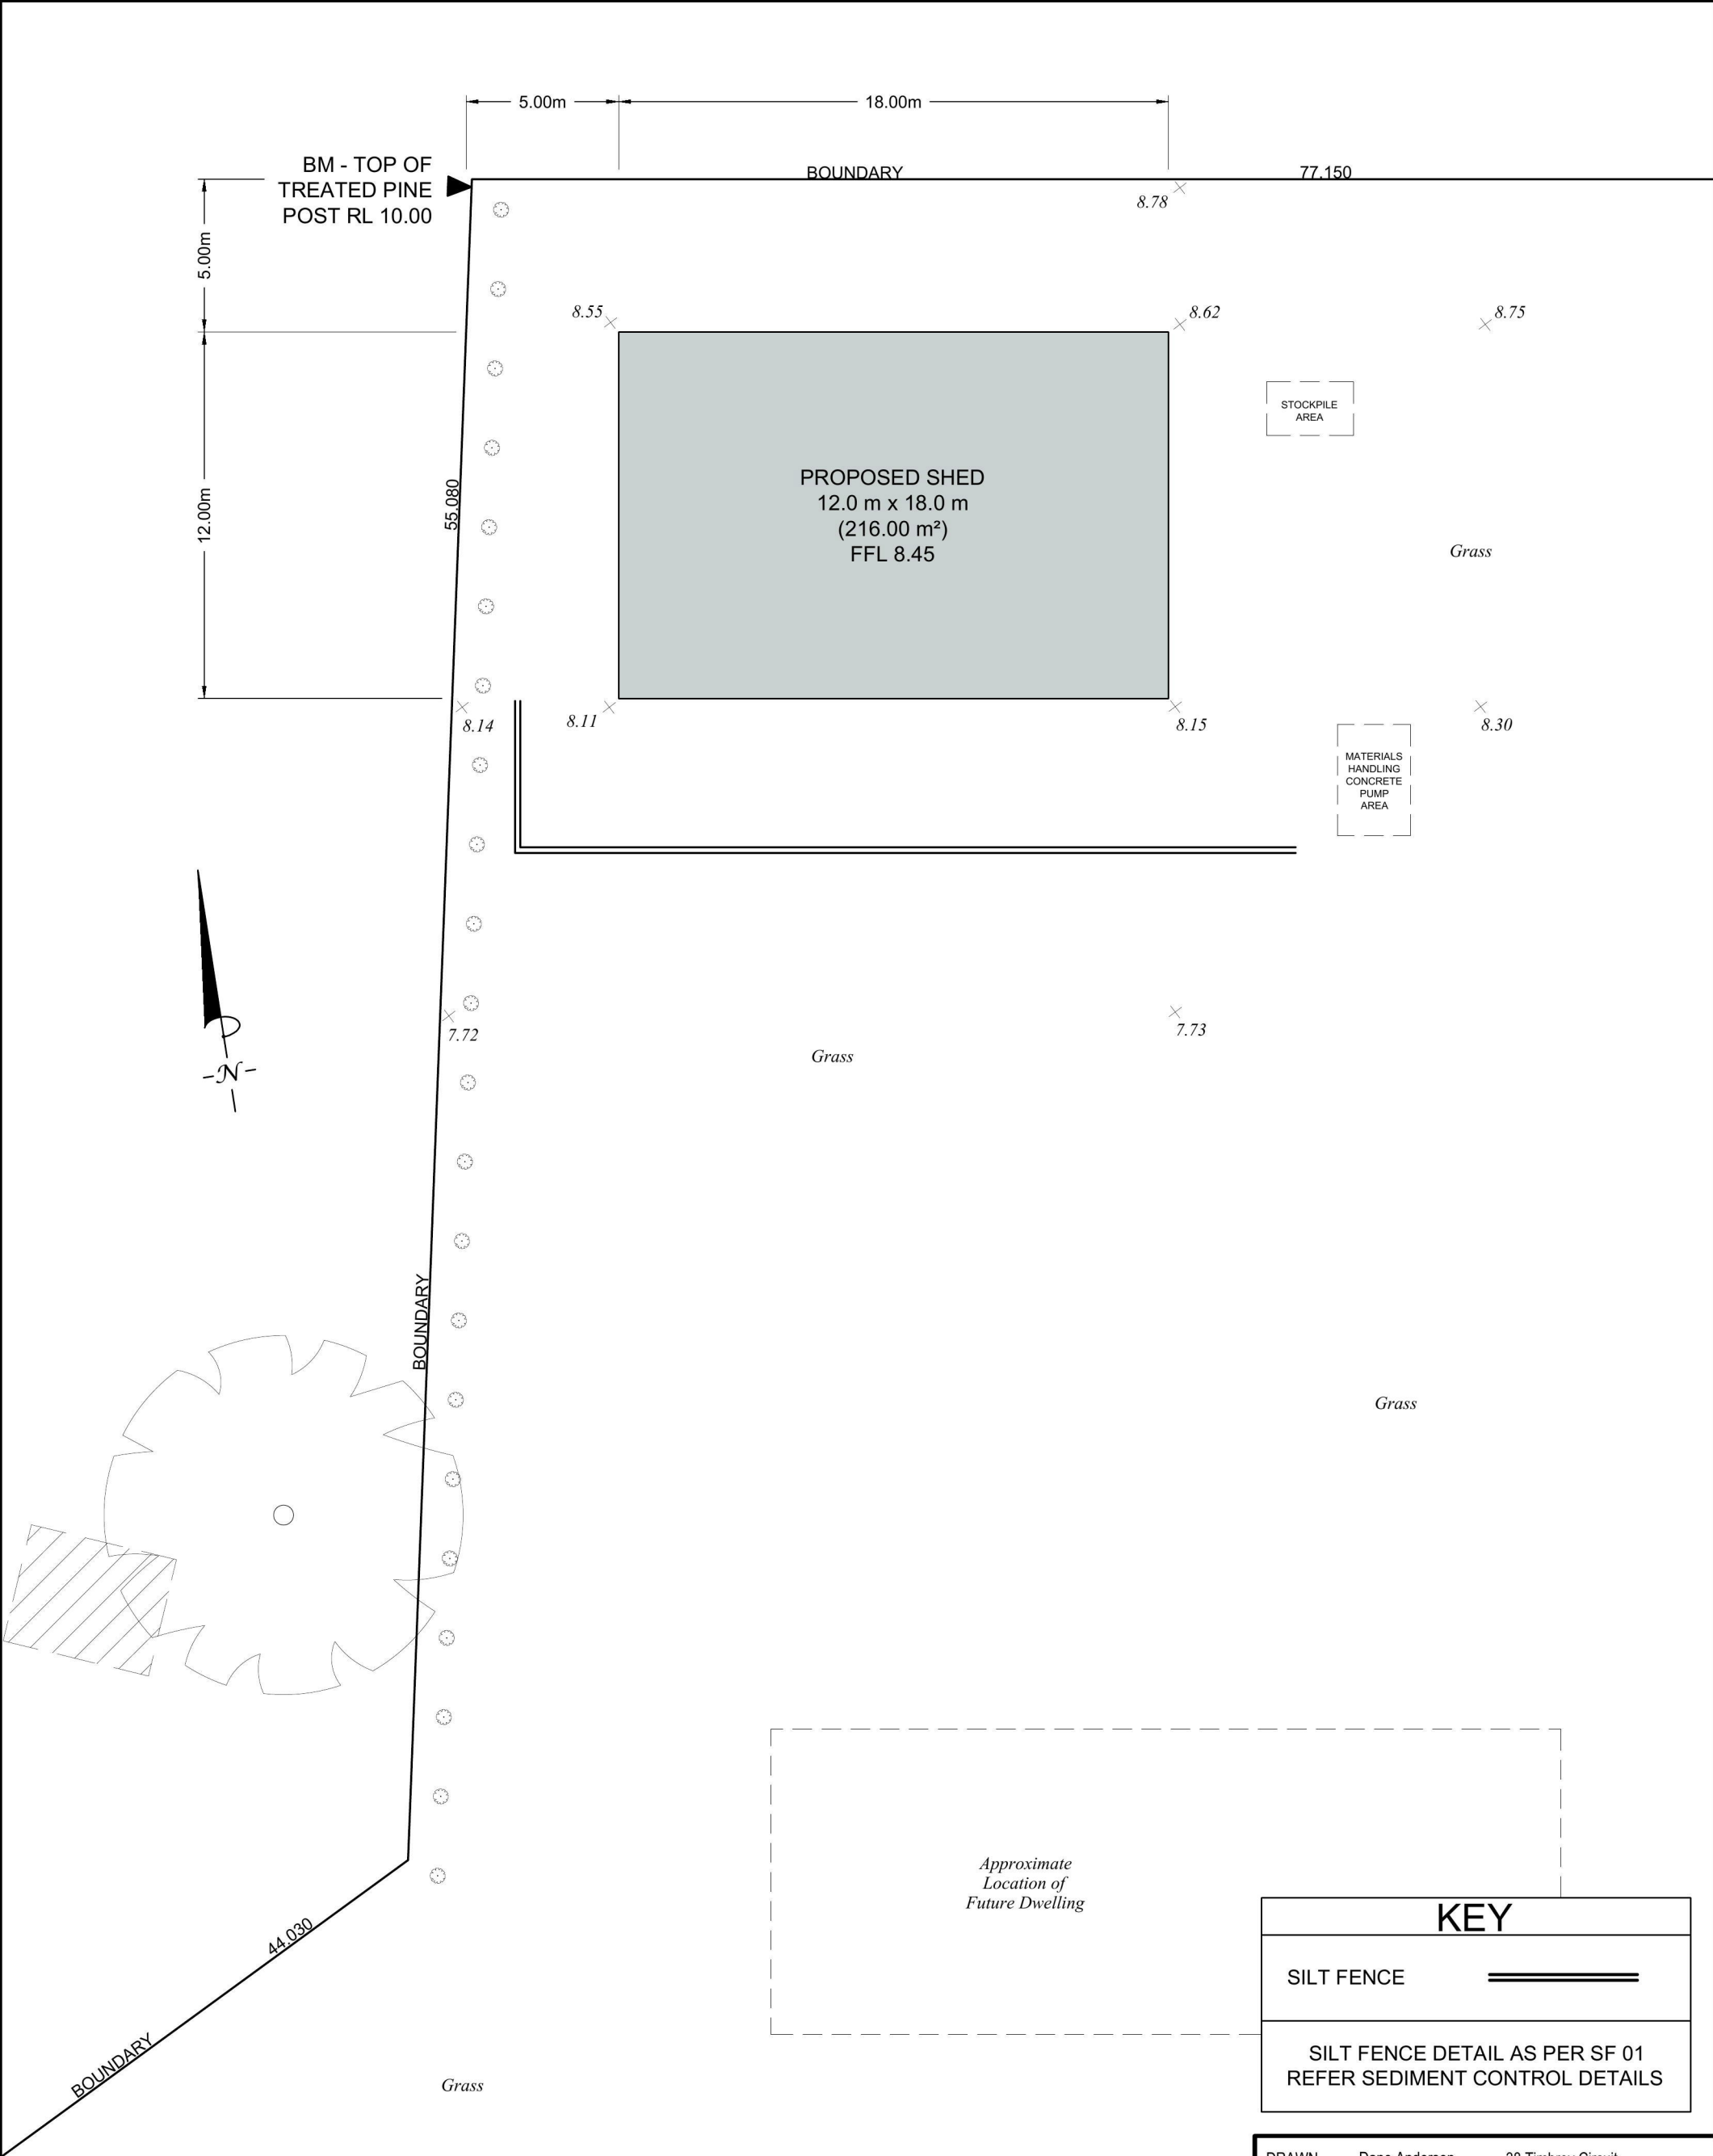 5.00m
18.00m
BM - TOP OF
TREATED PINE
POST RL 10.00
BOUNDARY
77.150
8.78
5.00m
8.55
8.62
8.75
STOCKPILE
AREA
55.080
12.00m
PROPOSED SHED
12.0 m x 18.0 m
(216.00 m²)
FFL 8.45
Grass
8.14
8.11
8.15
8.30
MATERIALS
HANDLING
CONCRETE
PUMP
AREA
7.72
7.73
Grass
-N-
BOUNDARY
Grass
Approximate
Location of
Future Dwelling
44.030
BOUNDARY
Grass
KEY
SILT FENCE
SILT FENCE DETAIL AS PER SF 01
REFER SEDIMENT CONTROL DETAILS